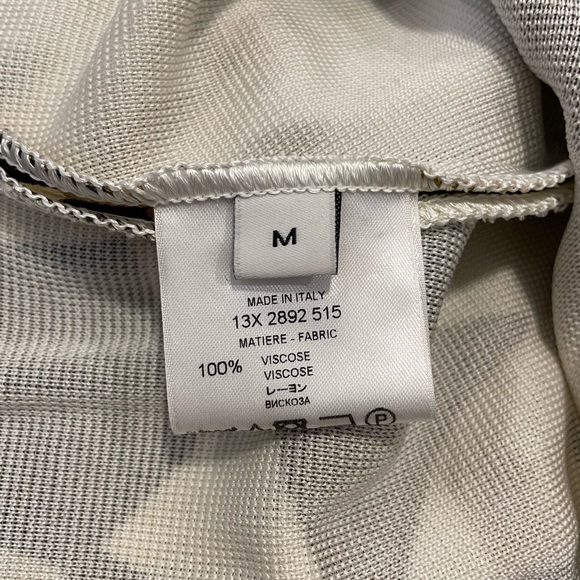 M
MADE IN ITALY
13X 2892 515
MATIERE - FABRIC
100% VISCOSE
VISCOSE
レーヨン
ВИСКОЗА
P